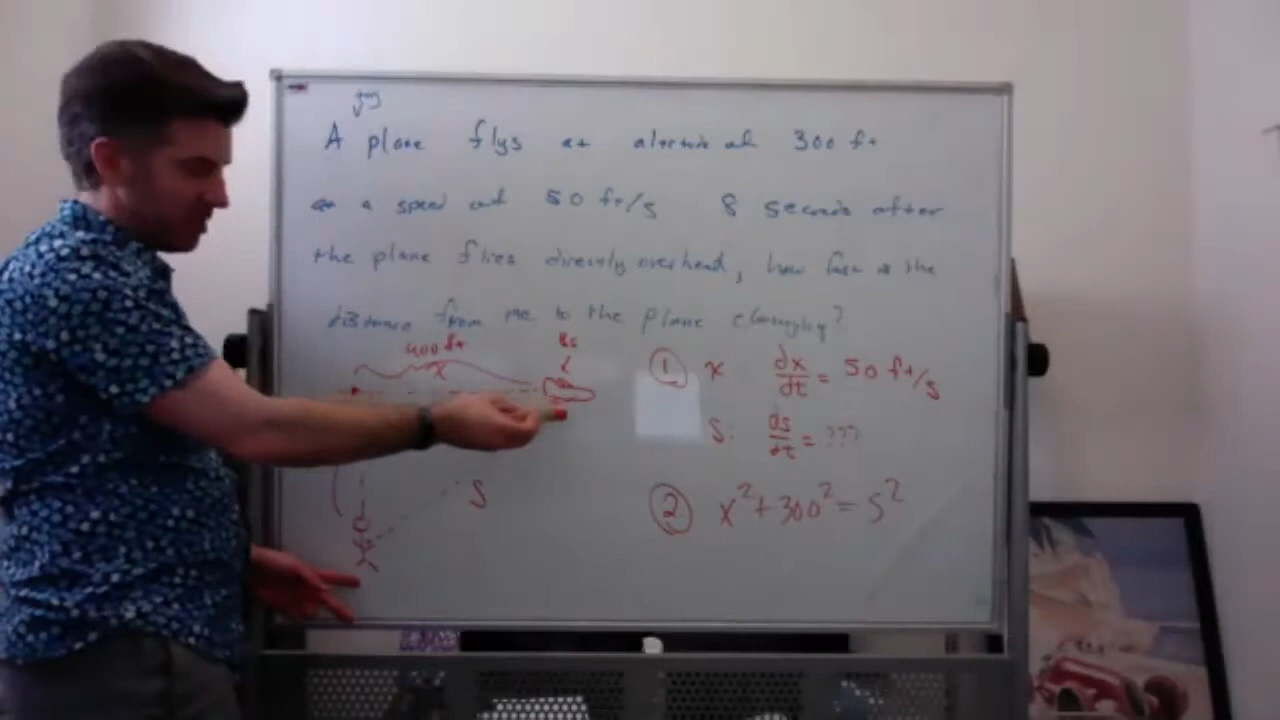 toy
A plane flys at altitude of 300 ft
at a speed of 50 ft/s 8 seconds after
the plane flies directly overhead, how fast is the
distance from me to the plane changing?
400 ft
8s
x
S
① x dx/dt = 50 ft/s
S: ds/dt = ???
② x²+300² = S²